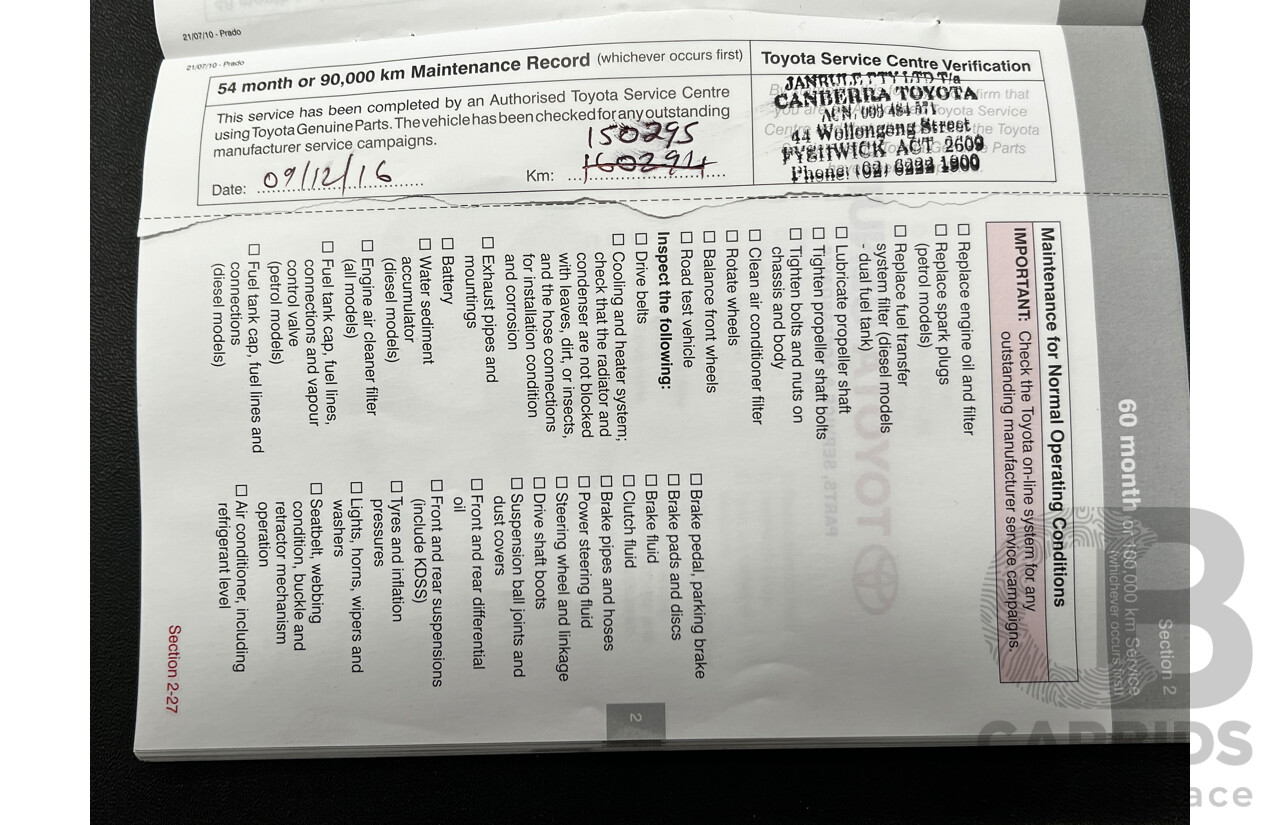 21/07/10 - Prado
21/07/10 - Prado
54 month or 90,000 km Maintenance Record (whichever occurs first)
This service has been completed by an Authorised Toyota Service Centre
using Toyota Genuine Parts. The vehicle has been checked for any outstanding
manufacturer service campaigns.
150295
160294
Date: 09/12/16 Km:
Toyota Service Centre Verification
JANRULE PTY LTD T/a
CANBERRA TOYOTA
ACN. 008 484 571
44 Wollongong Street
FYSHWICK ACT 2609
Phone: (02) 6222 1900
Section 2
60 month or 100,000 km Service
(whichever occurs first)
Maintenance for Normal Operating Conditions
IMPORTANT: Check the Toyota on-line system for any
outstanding manufacturer service campaigns.
☐ Replace engine oil and filter
☐ Replace spark plugs
(petrol models)
☐ Replace fuel transfer
system filter (diesel models
- dual fuel tank)
☐ Lubricate propeller shaft
☐ Tighten propeller shaft bolts
☐ Tighten bolts and nuts on
chassis and body
☐ Clean air conditioner filter
☐ Rotate wheels
☐ Balance front wheels
☐ Road test vehicle
Inspect the following:
☐ Drive belts
☐ Cooling and heater system;
check that the radiator and
condenser are not blocked
with leaves, dirt, or insects,
and the hose connections
for installation condition
and corrosion
☐ Exhaust pipes and
mountings
☐ Battery
☐ Water sediment
accumulator
(diesel models)
☐ Engine air cleaner filter
(all models)
☐ Fuel tank cap, fuel lines,
connections and vapour
control valve
(petrol models)
☐ Fuel tank cap, fuel lines and
connections
(diesel models)
☐ Brake pedal, parking brake
☐ Brake pads and discs
☐ Brake fluid
☐ Clutch fluid
☐ Brake pipes and hoses
☐ Power steering fluid
☐ Steering wheel and linkage
☐ Drive shaft boots
☐ Suspension ball joints and
dust covers
☐ Front and rear differential
oil
☐ Front and rear suspensions
(include KDSS)
☐ Tyres and inflation
pressures
☐ Lights, horns, wipers and
washers
☐ Seatbelt, webbing
condition, buckle and
retractor mechanism
operation
☐ Air conditioner, including
refrigerant level
2
Section 2-27
TOYOTA
B
CARBIDS